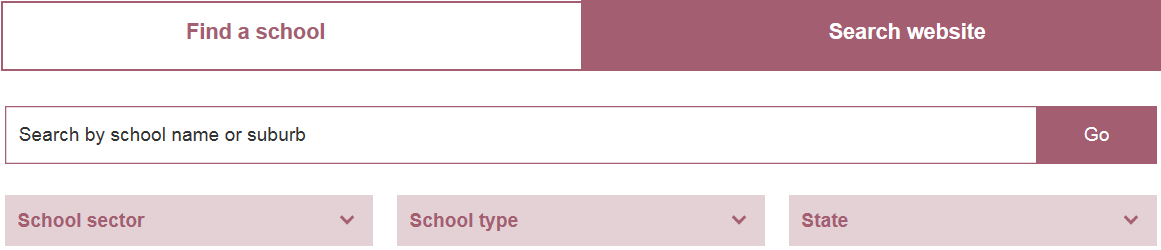 Find a school
Search website
Search by school name or suburb
Go
School sector
School type
State